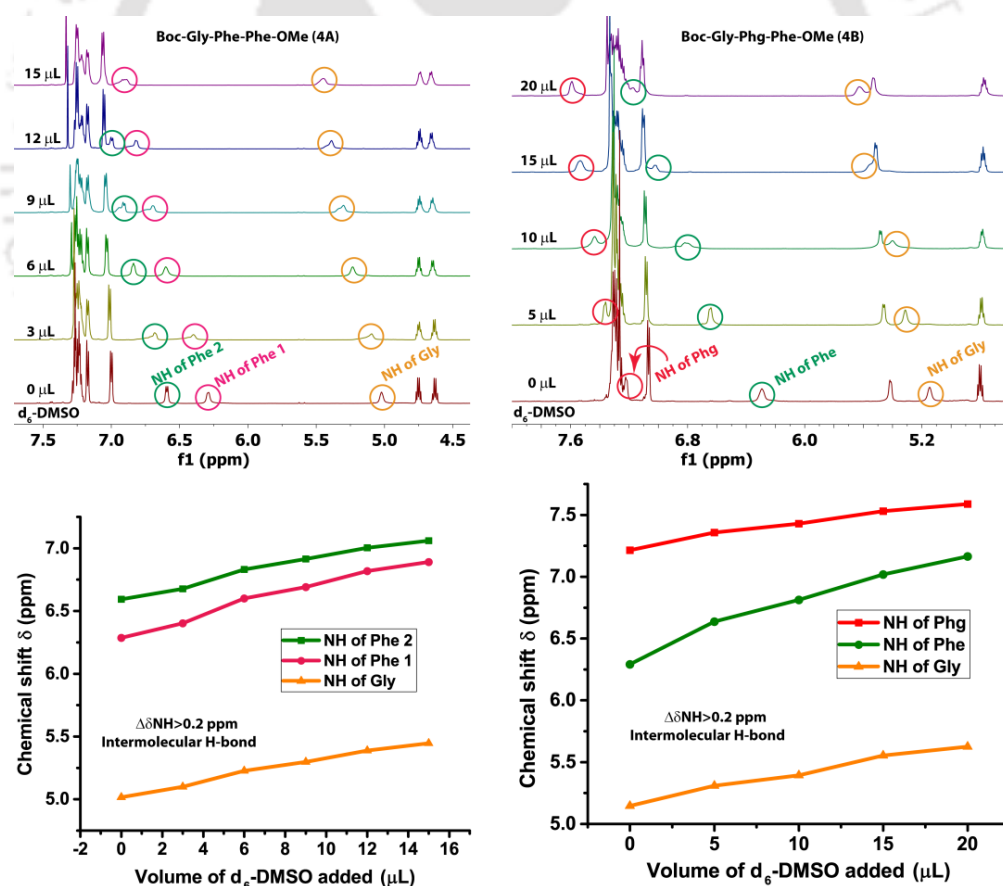 Boc-Gly-Phe-Phe-OMe (4A)
15 μL
12 μL
9 μL
6 μL
3 μL
0 μL
d6-DMSO
NH of Phe 2
NH of Phe 1
NH of Gly
7.5 7.0 6.5 6.0 5.5 5.0 4.5
f1 (ppm)
Boc-Gly-Phg-Phe-OMe (4B)
20 μL
15 μL
10 μL
5 μL
0 μL
d6-DMSO
NH of Phg
NH of Phe
NH of Gly
7.6 6.8 6.0 5.2
f1 (ppm)
Chemical shift δ (ppm)
7.0
6.5
6.0
5.5
5.0
NH of Phe 2
NH of Phe 1
NH of Gly
ΔδNH>0.2 ppm
Intermolecular H-bond
-2 0 2 4 6 8 10 12 14 16
Volume of d6-DMSO added (μL)
Chemical shift δ (ppm)
7.5
7.0
6.5
6.0
5.5
5.0
NH of Phg
NH of Phe
NH of Gly
ΔδNH>0.2 ppm
Intermolecular H-bond
0 5 10 15 20
Volume of d6-DMSO added (μL)